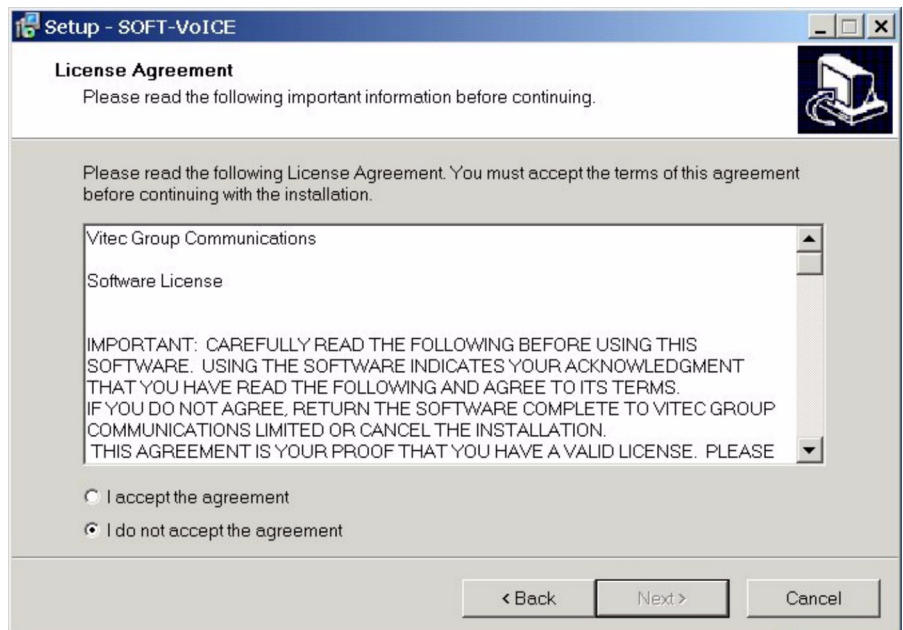 Setup - SOFT-VoICE
License Agreement
Please read the following important information before continuing.
Please read the following License Agreement. You must accept the terms of this agreement
before continuing with the installation.
Vitec Group Communications
Software License
IMPORTANT:  CAREFULLY READ THE FOLLOWING BEFORE USING THIS
SOFTWARE.  USING THE SOFTWARE INDICATES YOUR ACKNOWLEDGMENT
THAT YOU HAVE READ THE FOLLOWING AND AGREE TO ITS TERMS.
IF YOU DO NOT AGREE, RETURN THE SOFTWARE COMPLETE TO VITEC GROUP
COMMUNICATIONS LIMITED OR CANCEL THE INSTALLATION.
THIS AGREEMENT IS YOUR PROOF THAT YOU HAVE A VALID LICENSE.  PLEASE
I accept the agreement
I do not accept the agreement
< Back
Next >
Cancel